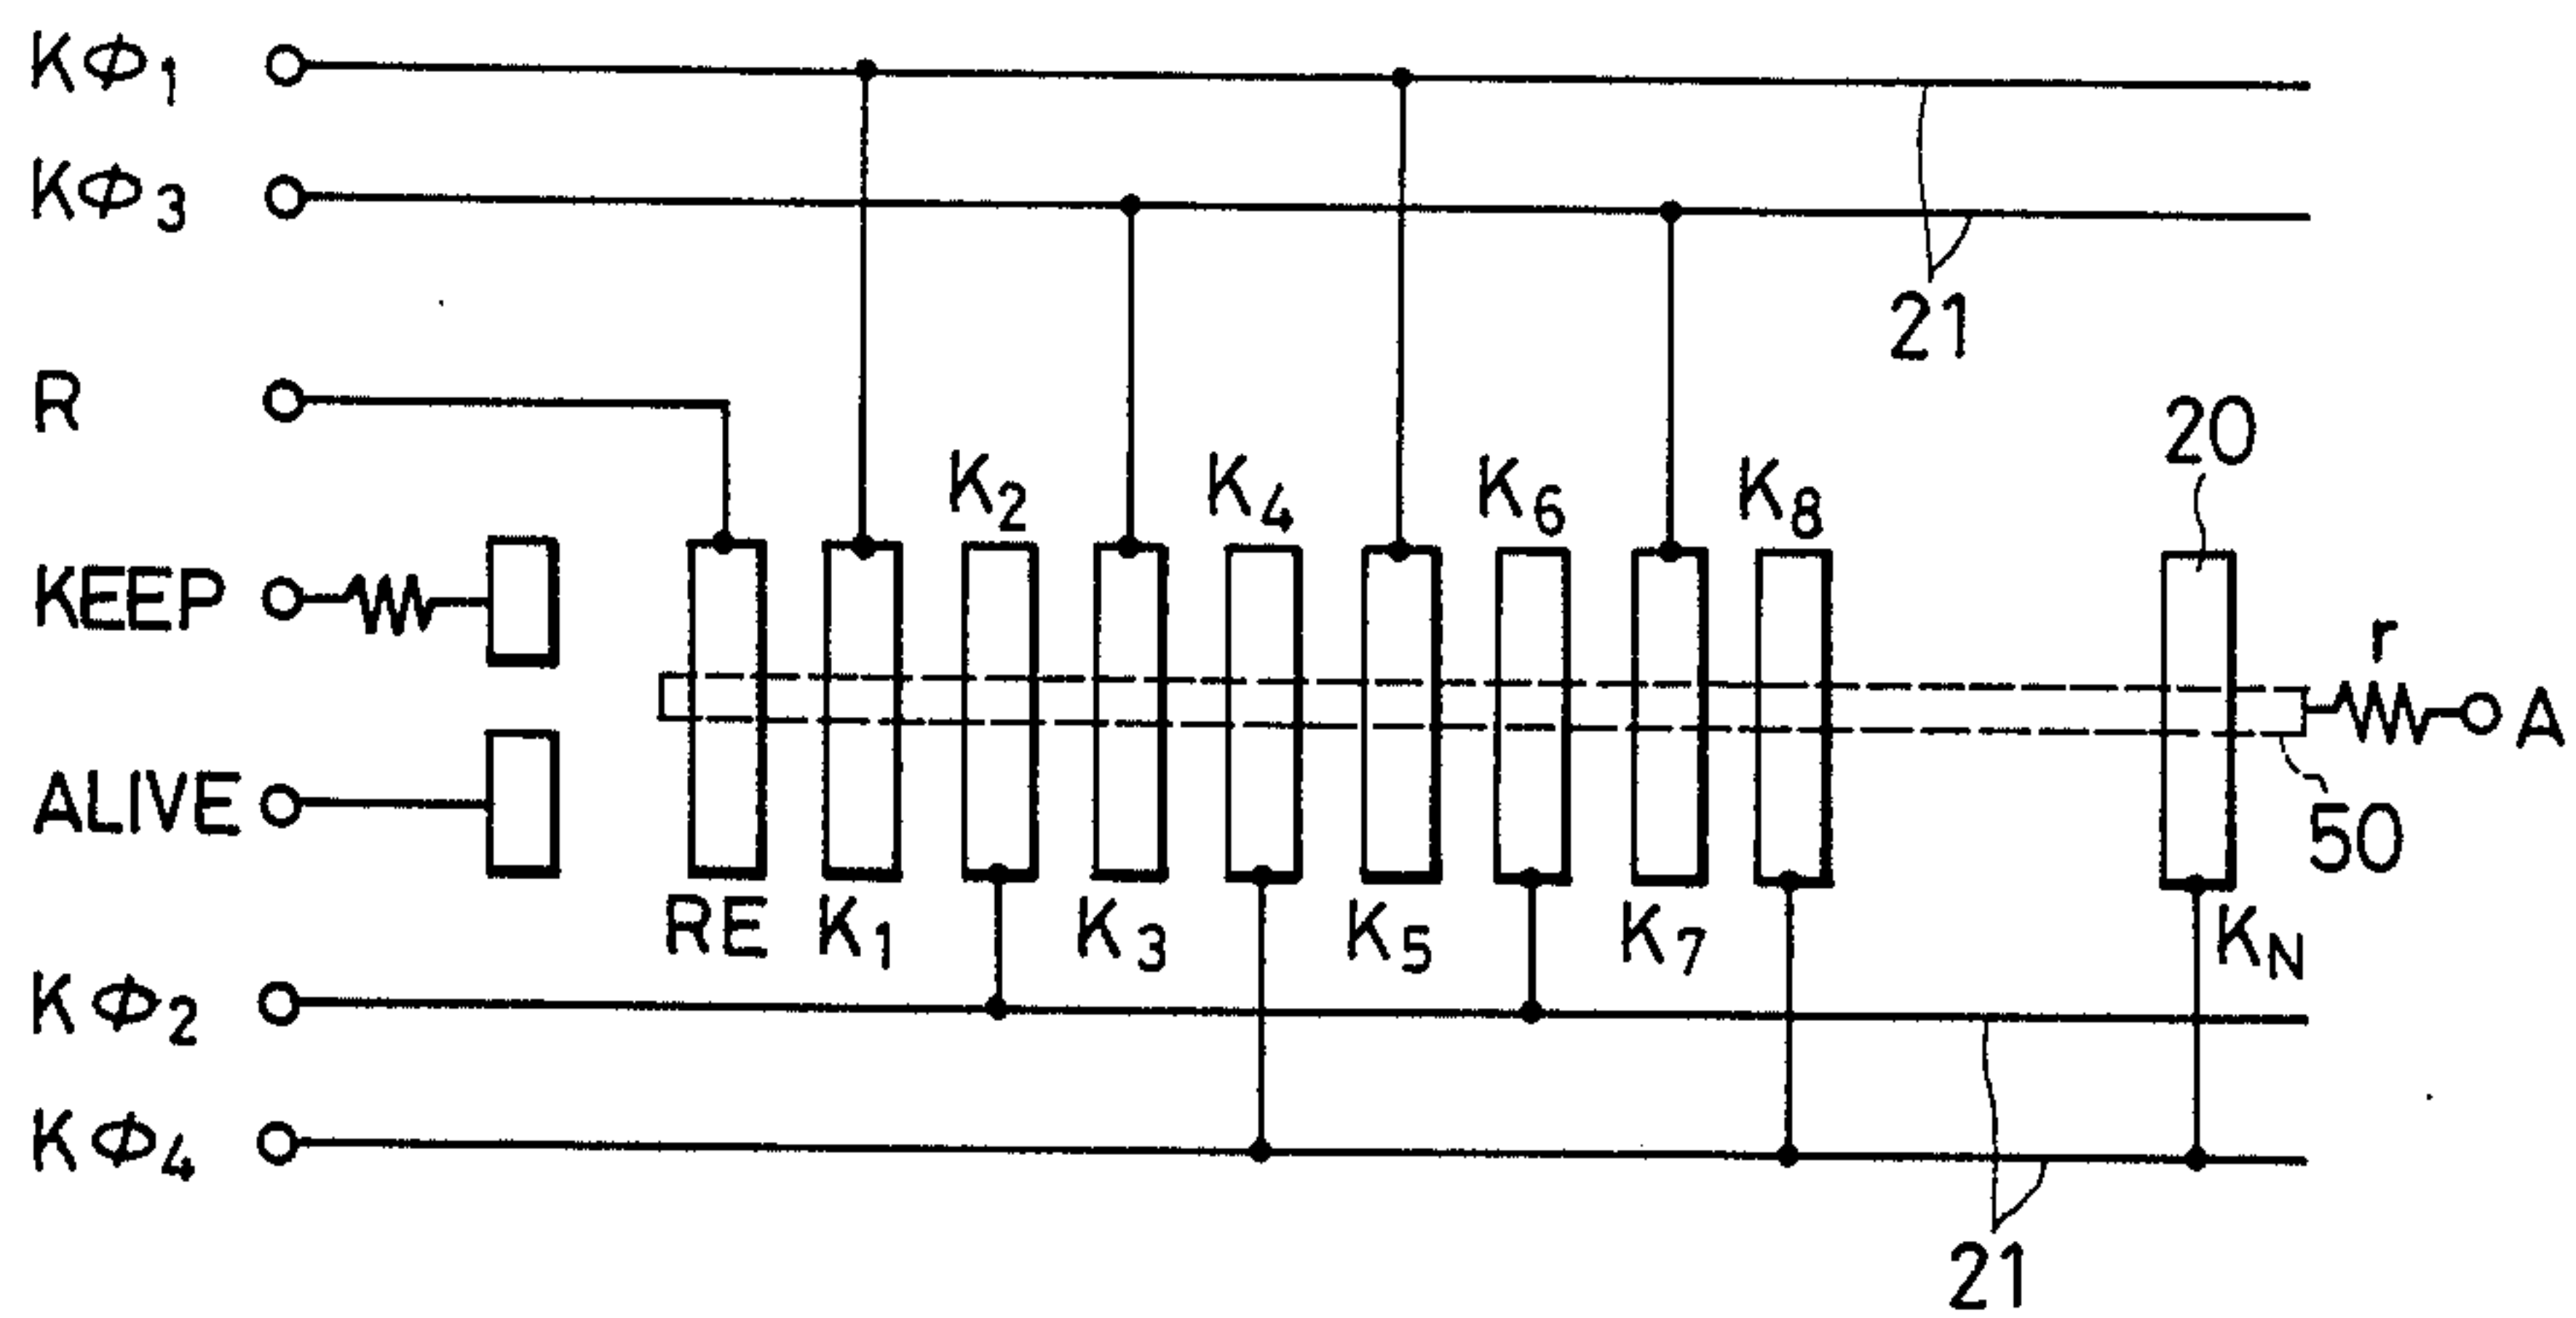 KΦ1
KΦ3
21
R
20
K2 K4 K6 K8
KEEP
r
A
ALIVE
50
RE K1 K3 K5 K7 KN
KΦ2
KΦ4
21